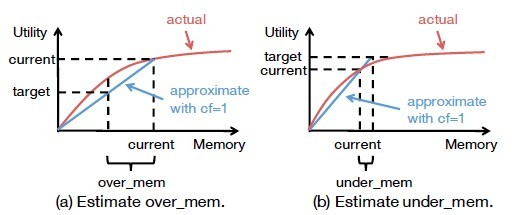 Utility
actual
current
target
approximate
with cf=1
current
Memory
over_mem
(a) Estimate over_mem.
Utility
actual
target
current
approximate
with cf=1
current
Memory
under_mem
(b) Estimate under_mem.